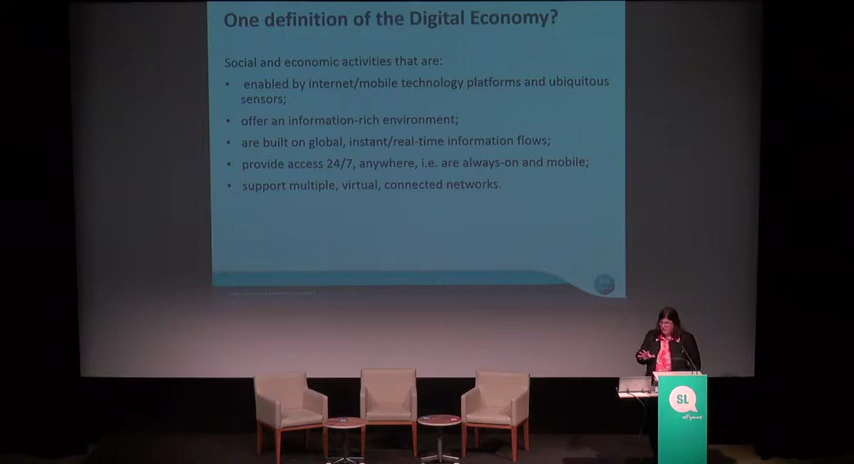 One definition of the Digital Economy?
Social and economic activities that are:
• enabled by internet/mobile technology platforms and ubiquitous
sensors;
• offer an information-rich environment;
• are built on global, instant/real-time information flows;
• provide access 24/7, anywhere, i.e. are always-on and mobile;
• support multiple, virtual, connected networks.
SL